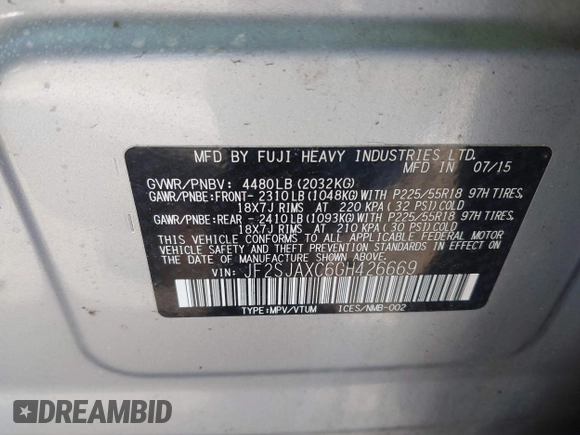 MFD BY FUJI HEAVY INDUSTRIES LTD.
MFD IN 07/15
GVWR/PNBV: 4480LB (2032KG)
GAWR/PNBE:FRONT- 2310LB (1048KG) WITH P225/55R18 97H TIRES,
18X7J RIMS AT 220 KPA ( 32 PSI) COLD
GAWR/PNBE:REAR - 2410LB (1093KG) WITH P225/55R18 97H TIRES,
18X7J RIMS AT 210 KPA ( 30 PSI) COLD
THIS VEHICLE CONFORMS TO ALL APPLICABLE FEDERAL MOTOR
VEHICLE SAFETY AND THEFT PREVENTION STANDARDS IN EFFECT ON
THE DATE OF MANUFACTURE SHOWN ABOVE.
VIN: JF2SJAXC6GH426669
TYPE:MPV/VTUM ICES/NMB-002
DREAMBID